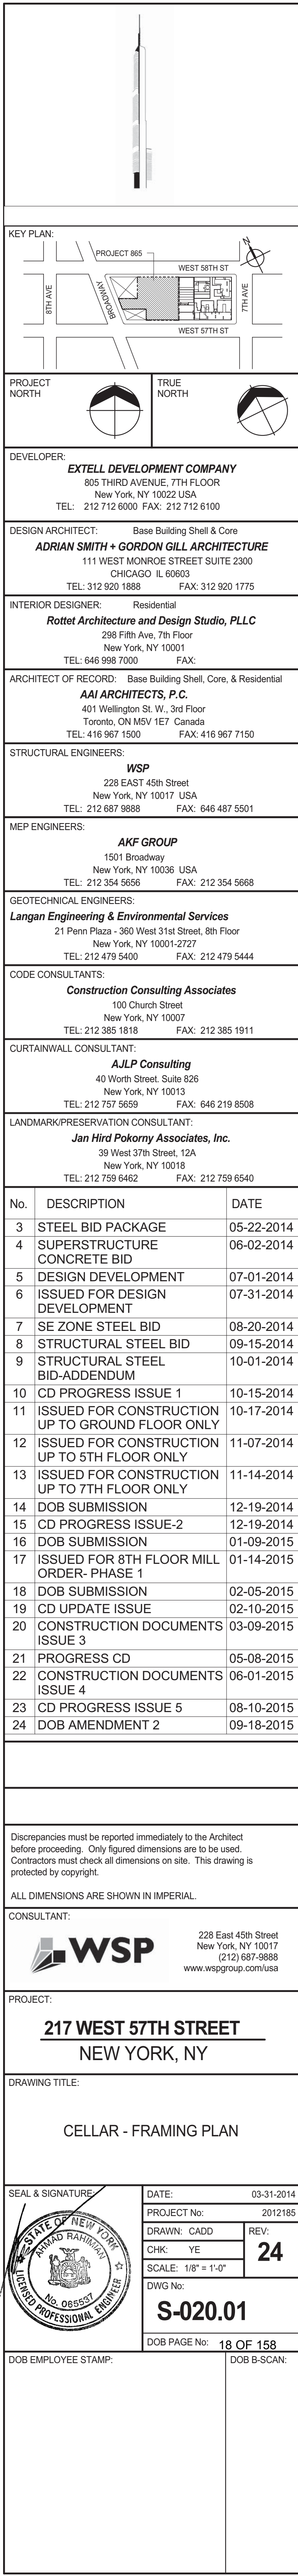 KEY PLAN:
N
PROJECT 865
WEST 58TH ST
8TH AVE
BROADWAY
7TH AVE
WEST 57TH ST
PROJECT NORTH
TRUE NORTH
DEVELOPER:
EXTELL DEVELOPMENT COMPANY
805 THIRD AVENUE, 7TH FLOOR
New York, NY 10022 USA
TEL: 212 712 6000 FAX: 212 712 6100
DESIGN ARCHITECT: Base Building Shell & Core
ADRIAN SMITH + GORDON GILL ARCHITECTURE
111 WEST MONROE STREET SUITE 2300
CHICAGO IL 60603
TEL: 312 920 1888 FAX: 312 920 1775
INTERIOR DESIGNER: Residential
Rottet Architecture and Design Studio, PLLC
298 Fifth Ave, 7th Floor
New York, NY 10001
TEL: 646 998 7000 FAX:
ARCHITECT OF RECORD: Base Building Shell, Core, & Residential
AAI ARCHITECTS, P.C.
401 Wellington St. W., 3rd Floor
Toronto, ON M5V 1E7 Canada
TEL: 416 967 1500 FAX: 416 967 7150
STRUCTURAL ENGINEERS:
WSP
228 EAST 45th Street
New York, NY 10017 USA
TEL: 212 687 9888 FAX: 646 487 5501
MEP ENGINEERS:
AKF GROUP
1501 Broadway
New York, NY 10036 USA
TEL: 212 354 5656 FAX: 212 354 5668
GEOTECHNICAL ENGINEERS:
Langan Engineering & Environmental Services
21 Penn Plaza - 360 West 31st Street, 8th Floor
New York, NY 10001-2727
TEL: 212 479 5400 FAX: 212 479 5444
CODE CONSULTANTS:
Construction Consulting Associates
100 Church Street
New York, NY 10007
TEL: 212 385 1818 FAX: 212 385 1911
CURTAINWALL CONSULTANT:
AJLP Consulting
40 Worth Street. Suite 826
New York, NY 10013
TEL: 212 757 5659 FAX: 646 219 8508
LANDMARK/PRESERVATION CONSULTANT:
Jan Hird Pokorny Associates, Inc.
39 West 37th Street, 12A
New York, NY 10018
TEL: 212 759 6462 FAX: 212 759 6540
No. DESCRIPTION DATE
3 STEEL BID PACKAGE 05-22-2014
4 SUPERSTRUCTURE 06-02-2014
CONCRETE BID
5 DESIGN DEVELOPMENT 07-01-2014
6 ISSUED FOR DESIGN 07-31-2014
DEVELOPMENT
7 SE ZONE STEEL BID 08-20-2014
8 STRUCTURAL STEEL BID 09-15-2014
9 STRUCTURAL STEEL 10-01-2014
BID-ADDENDUM
10 CD PROGRESS ISSUE 1 10-15-2014
11 ISSUED FOR CONSTRUCTION 10-17-2014
UP TO GROUND FLOOR ONLY
12 ISSUED FOR CONSTRUCTION 11-07-2014
UP TO 5TH FLOOR ONLY
13 ISSUED FOR CONSTRUCTION 11-14-2014
UP TO 7TH FLOOR ONLY
14 DOB SUBMISSION 12-19-2014
15 CD PROGRESS ISSUE-2 12-19-2014
16 DOB SUBMISSION 01-09-2015
17 ISSUED FOR 8TH FLOOR MILL 01-14-2015
ORDER- PHASE 1
18 DOB SUBMISSION 02-05-2015
19 CD UPDATE ISSUE 02-10-2015
20 CONSTRUCTION DOCUMENTS 03-09-2015
ISSUE 3
21 PROGRESS CD 05-08-2015
22 CONSTRUCTION DOCUMENTS 06-01-2015
ISSUE 4
23 CD PROGRESS ISSUE 5 08-10-2015
24 DOB AMENDMENT 2 09-18-2015
Discrepancies must be reported immediately to the Architect
before proceeding. Only figured dimensions are to be used.
Contractors must check all dimensions on site. This drawing is
protected by copyright.
ALL DIMENSIONS ARE SHOWN IN IMPERIAL.
CONSULTANT:
WSP
228 East 45th Street
New York, NY 10017
(212) 687-9888
www.wspgroup.com/usa
PROJECT:
217 WEST 57TH STREET
NEW YORK, NY
DRAWING TITLE:
CELLAR - FRAMING PLAN
SEAL & SIGNATURE:
STATE OF NEW YORK
AHMAD RAHIMIAN
No. 085537
LICENSED PROFESSIONAL ENGINEER
DATE: 03-31-2014
PROJECT No: 2012185
DRAWN: CADD
CHK: YE
SCALE: 1/8" = 1'-0"
REV:
24
DWG No:
S-020.01
DOB PAGE No: 18 OF 158
DOB EMPLOYEE STAMP:
DOB B-SCAN: